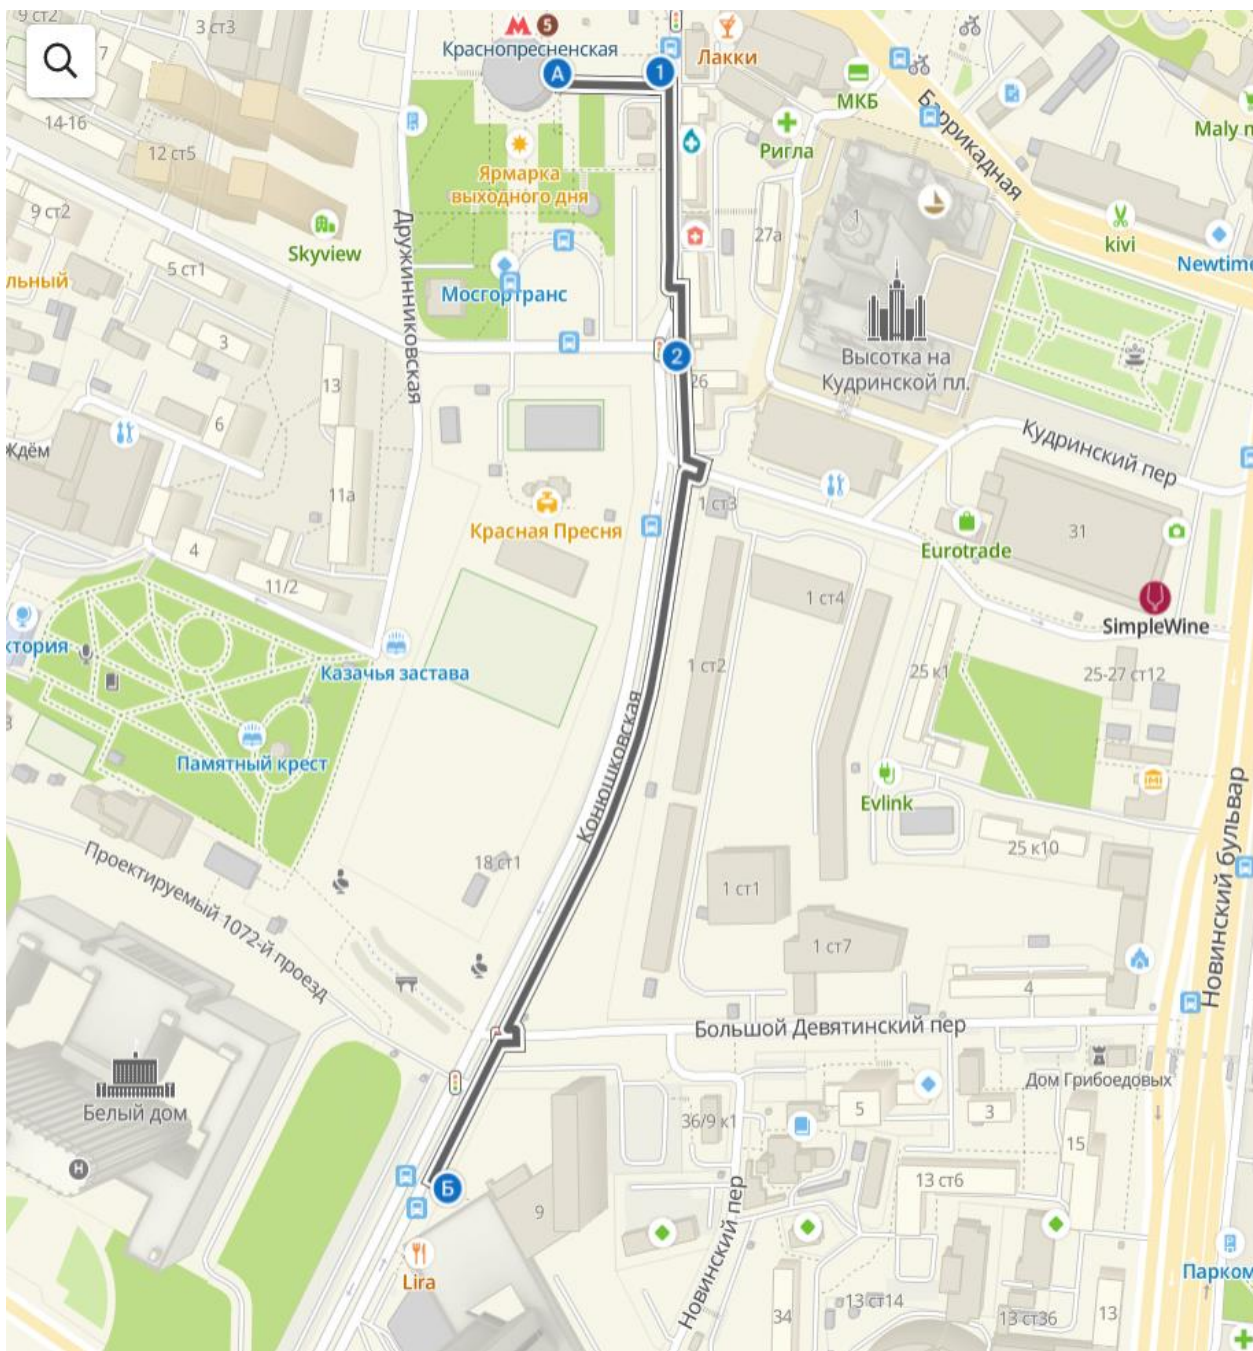 9 ст2
3 ст3
7
М 5
Краснопресненская
А
1
Лакки
МКБ
Баррикадная
Maly
14-16
12 ст5
Ригла
Ярмарка
выходного дня
9 ст2
Дружинниковская
Skyview
27а
1
kivi
Newtime
льный
5 ст1
Мосгортранс
3
2
Высотка на
Кудринской пл.
13
26
6
Ждём
Кудринский пер
11а
1 ст3
Красная Пресня
31
4
Eurotrade
11/2
1 ст4
SimpleWine
ктория
Казачья застава
1 ст2
25 к1
25-27 ст12
Памятный крест
Конюшковская
Evlink
Новинский бульвар
Проектируемый 1072-й проезд
18 ст1
25 к10
1 ст1
1 ст7
4
Большой Девятинский пер
Белый дом
Дом Грибоедовых
36/9 к1
5
3
15
H
Б
13 ст6
9
Новинский пер
Lira
Парком
34
13 ст14
13 ст36
13